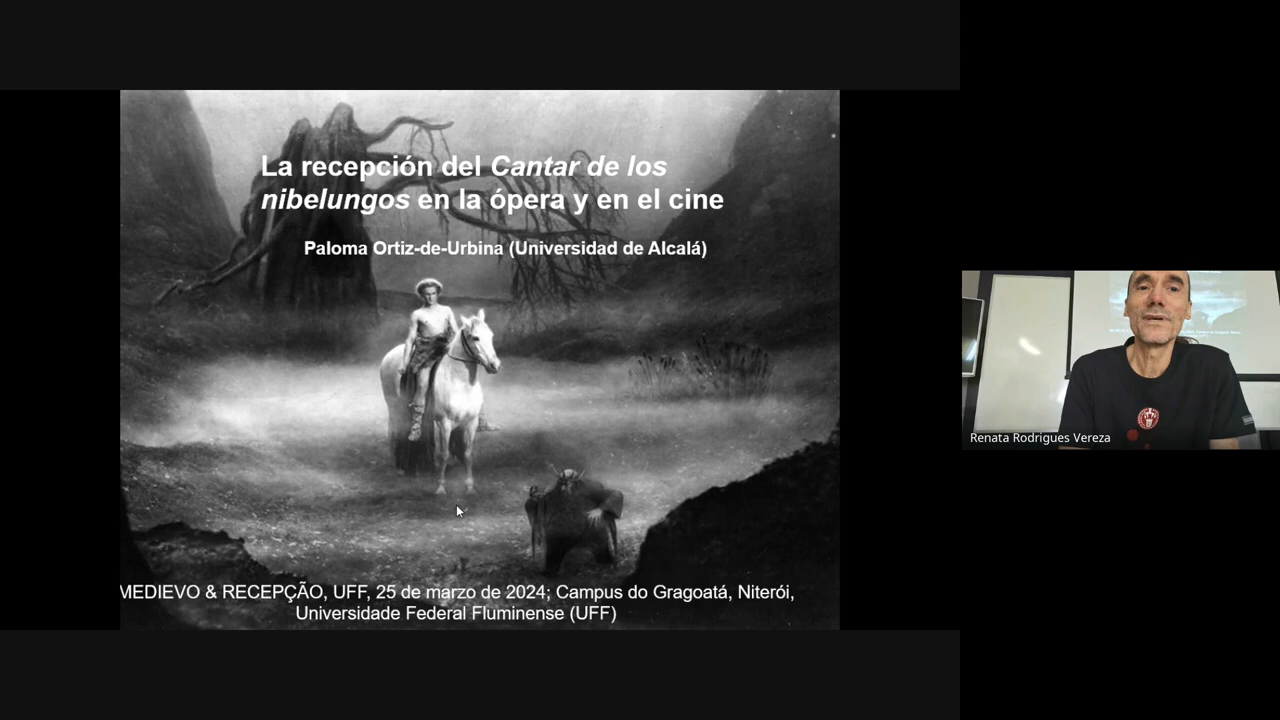 La recepción del Cantar de los
nibelungos en la ópera y en el cine
Paloma Ortiz-de-Urbina (Universidad de Alcalá)
MEDIEVO & RECEPÇÃO, UFF, 25 de marzo de 2024; Campus do Gragoatá, Niterói,
Universidade Federal Fluminense (UFF)
Renata Rodrigues Vereza